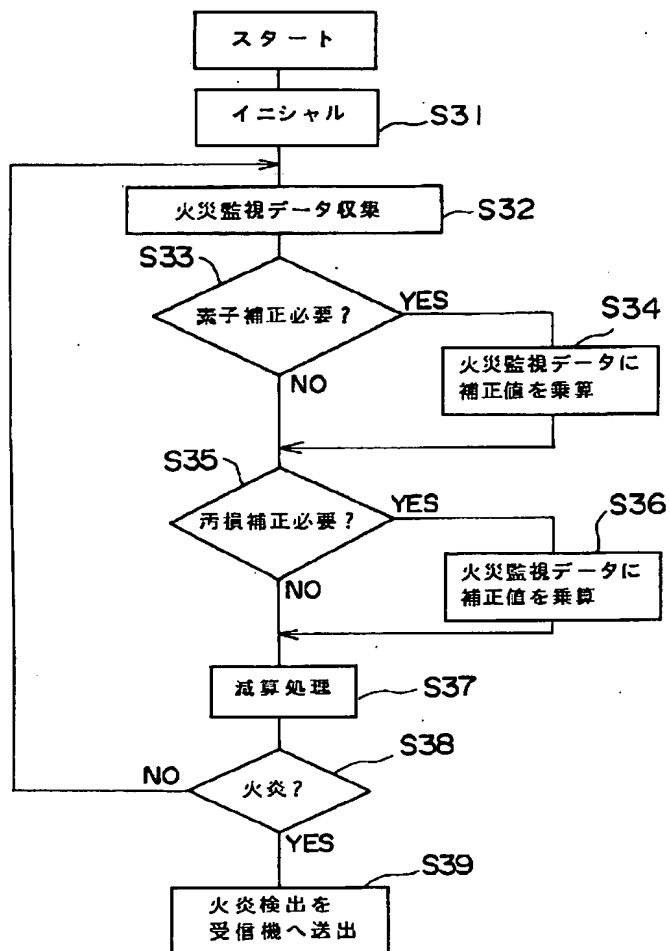 スタート
イニシャル
S31
火災監視データ収集
S32
S33
素子補正必要?
YES
NO
S34
火災監視データに
補正値を乗算
S35
汚損補正必要?
YES
NO
S36
火災監視データに
補正値を乗算
減算処理
S37
S38
火炎?
NO
YES
S39
火炎検出を
受信機へ送出